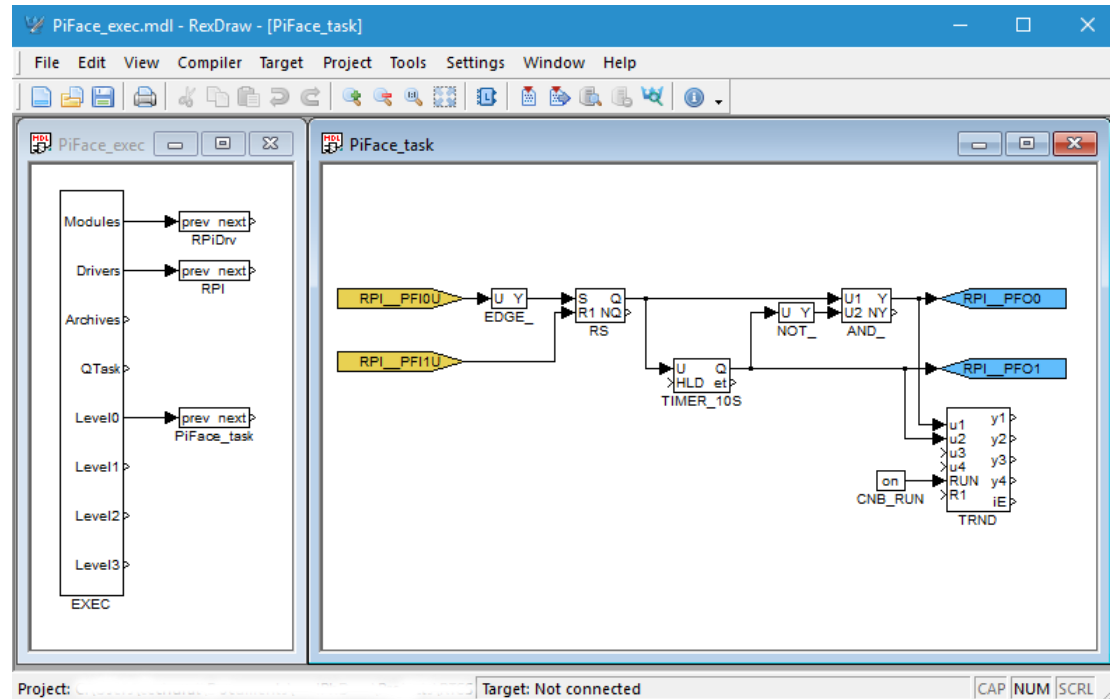 PiFace_exec.mdl - RexDraw - [PiFace_task]
File Edit View Compiler Target Project Tools Settings Window Help
PiFace_exec
Modules
prev next
RPiDrv
Drivers
prev next
RPI
Archives
QTask
Level0
prev next
PiFace_task
Level1
Level2
Level3
EXEC
PiFace_task
RPI__PFI0U
U Y
EDGE_
S Q
R1 NQ
RS
U Y
NOT_
U1 Y
U2 NY
AND_
RPI__PFO0
RPI__PFI1U
U Q
HLD et
TIMER_10S
RPI__PFO1
u1 y1
u2 y2
u3 y3
u4 y4
RUN
R1 iE
TRND
on
CNB_RUN
Project:
Target: Not connected
CAP NUM SCRL